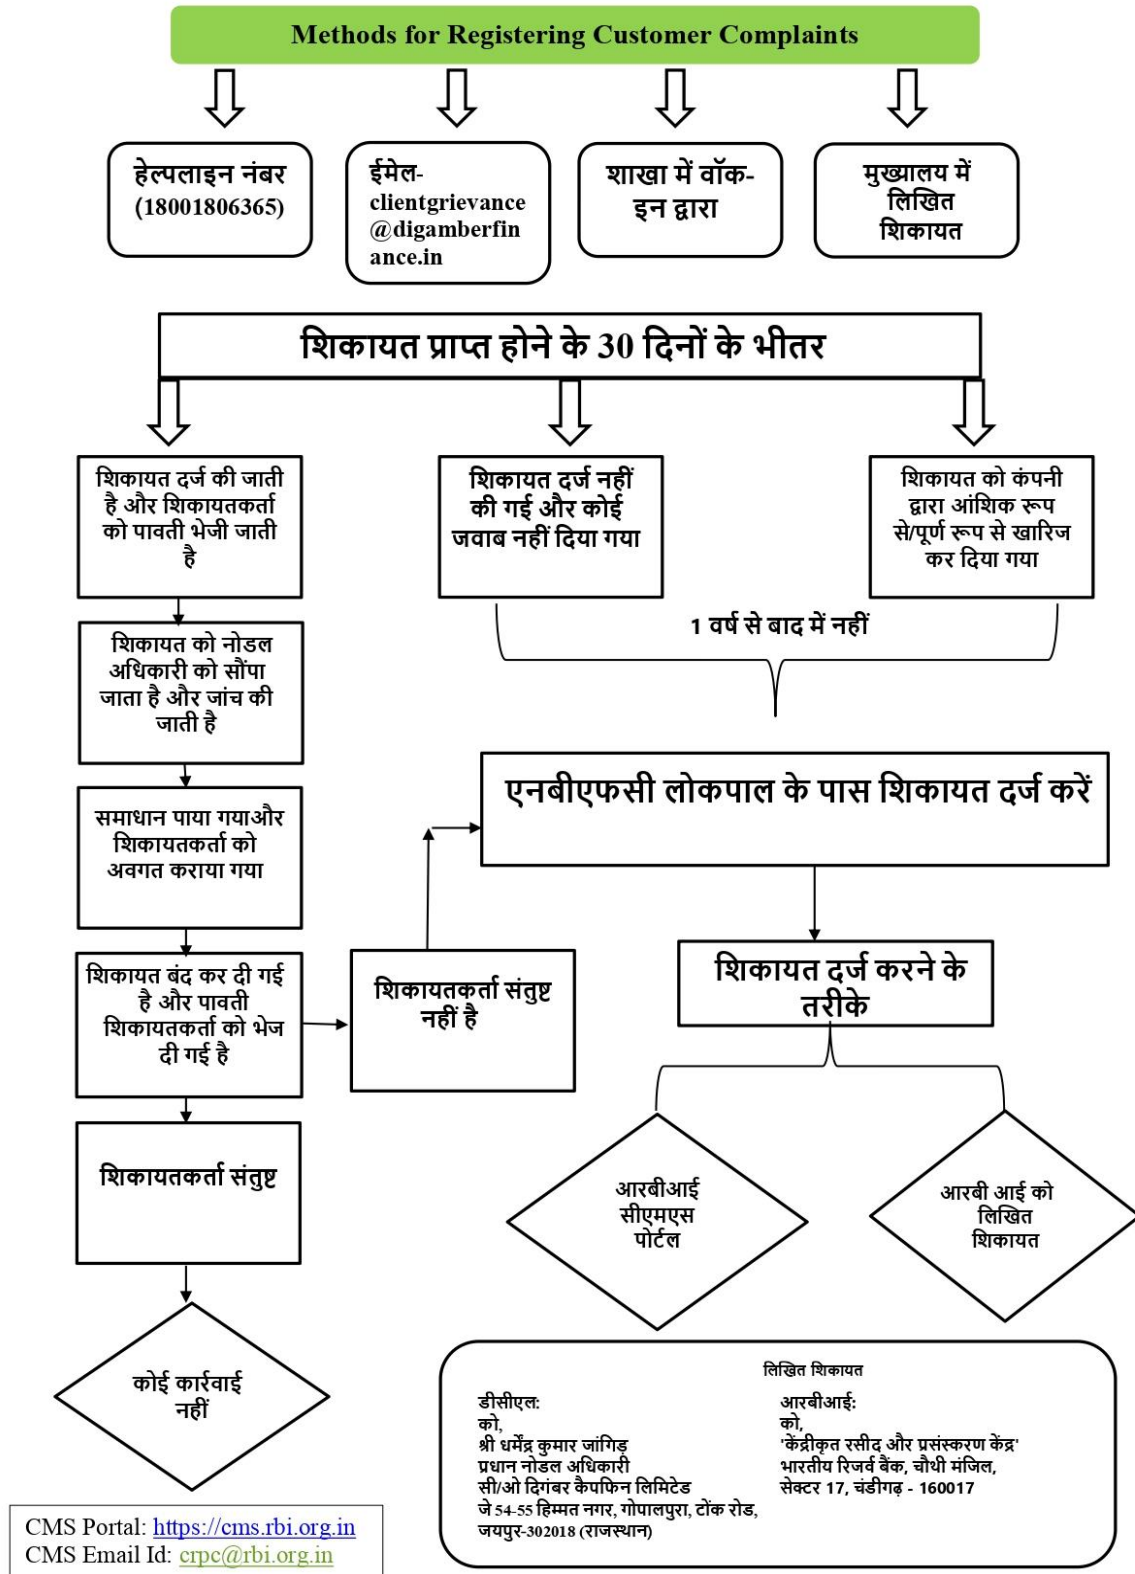 Methods for Registering Customer Complaints
हेल्पलाइन नंबर
(18001806365)
ईमेल-
clientgrievance
@digamberfin
ance.in
शाखा में वॉक-
इन द्वारा
मुख्यालय में
लिखित
शिकायत
शिकायत प्राप्त होने के 30 दिनों के भीतर
शिकायत दर्ज की जाती
है और शिकायतकर्ता
को पावती भेजी जाती
है
शिकायत दर्ज नहीं
की गई और कोई
जवाब नहीं दिया गया
शिकायत को कंपनी
द्वारा आंशिक रूप
से/पूर्ण रूप से खारिज
कर दिया गया
1 वर्ष से बाद में नहीं
शिकायत को नोडल
अधिकारी को सौंपा
जाता है और जांच की
जाती है
एनबीएफसी लोकपाल के पास शिकायत दर्ज करें
समाधान पाया गयाऔर
शिकायतकर्ता को
अवगत कराया गया
शिकायत बंद कर दी गई
है और पावती
शिकायतकर्ता को भेज
दी गई है
शिकायतकर्ता संतुष्ट
नहीं है
शिकायत दर्ज करने के
तरीके
शिकायतकर्ता संतुष्ट
आरबीआई
सीएमएस
पोर्टल
आरबी आई को
लिखित
शिकायत
कोई कार्रवाई
नहीं
लिखित शिकायत
डीसीएल:
को,
श्री धर्मेंद्र कुमार जांगिड़
प्रधान नोडल अधिकारी
सी/ओ दिगंबर कैपफिन लिमिटेड
जे 54-55 हिम्मत नगर, गोपालपुरा, टोंक रोड,
जयपुर-302018 (राजस्थान)
आरबीआई:
को,
'केंद्रीकृत रसीद और प्रसंस्करण केंद्र'
भारतीय रिजर्व बैंक, चौथी मंजिल,
सेक्टर 17, चंडीगढ़ - 160017
CMS Portal: https://cms.rbi.org.in
CMS Email Id: crpc@rbi.org.in